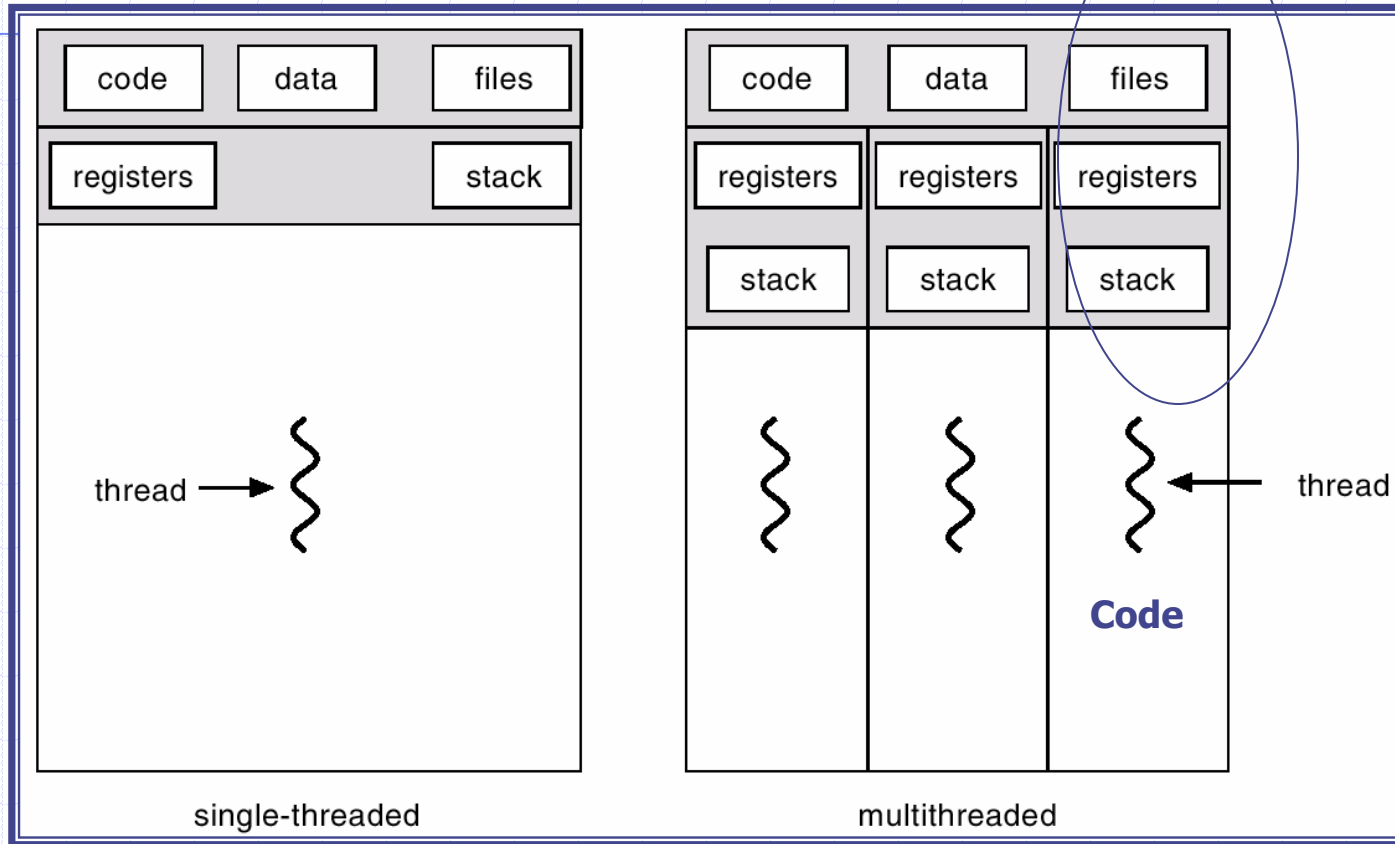 code data files
registers stack
thread
single-threaded
code data files
registers registers registers
stack stack stack
thread
Code
multithreaded